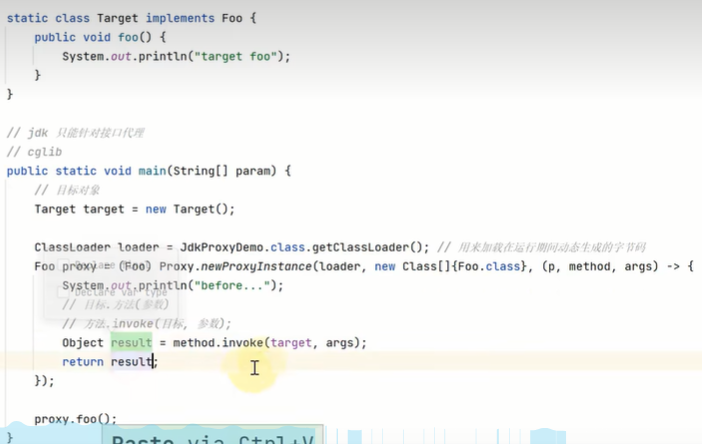 static class Target implements Foo {
public void foo() {
System.out.println("target foo");
}
}
// jdk 只能针对接口代理
// cglib
public static void main(String[] param) {
// 目标对象
Target target = new Target();
ClassLoader loader = JdkProxyDemo.class.getClassLoader(); // 用来加载在运行期间动态生成的字节码
Foo proxy = (Foo) Proxy.newProxyInstance(loader, new Class[]{Foo.class}, (p, method, args) -> {
System.out.println("before...");
Declare var type
// 目标.方法(参数)
// 方法.invoke(目标, 参数);
Object result = method.invoke(target, args);
return result;
});
proxy.foo();
}
Paste via Ctrl+V